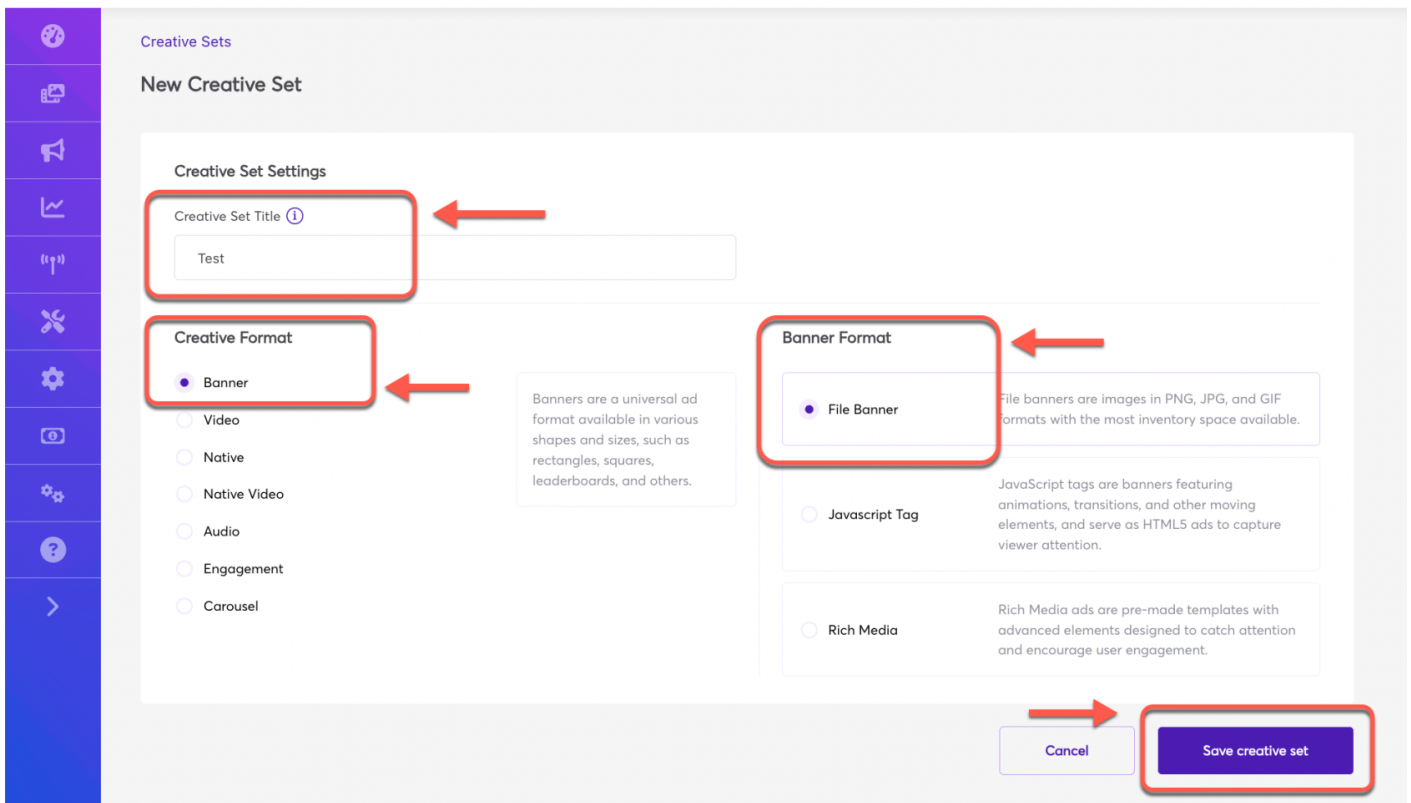 Creative Sets
New Creative Set
Creative Set Settings
Creative Set Title
Test
Creative Format
Banner
Video
Native
Native Video
Audio
Engagement
Carousel
Banners are a universal ad
format available in various
shapes and sizes, such as
rectangles, squares,
leaderboards, and others.
Banner Format
File Banner
File banners are images in PNG, JPG, and GIF
formats with the most inventory space available.
Javascript Tag
JavaScript tags are banners featuring
animations, transitions, and other moving
elements, and serve as HTML5 ads to capture
viewer attention.
Rich Media
Rich Media ads are pre-made templates with
advanced elements designed to catch attention
and encourage user engagement.
Cancel
Save creative set